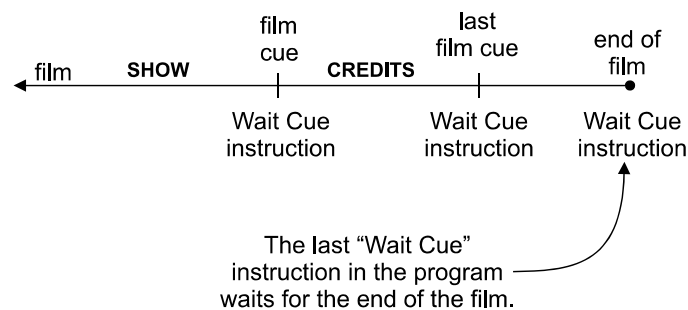 film
cue
last
film cue
end of
film
film
SHOW
CREDITS
Wait Cue
instruction
Wait Cue
instruction
Wait Cue
instruction
The last “Wait Cue”
instruction in the program
waits for the end of the film.